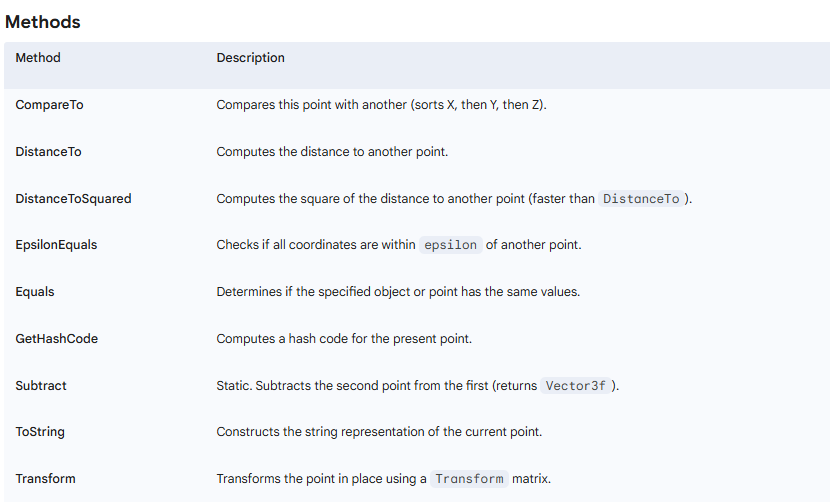 Methods
Method Description
CompareTo Compares this point with another (sorts X, then Y, then Z).
DistanceTo Computes the distance to another point.
DistanceToSquared Computes the square of the distance to another point (faster than DistanceTo ).
EpsilonEquals Checks if all coordinates are within epsilon of another point.
Equals Determines if the specified object or point has the same values.
GetHashCode Computes a hash code for the present point.
Subtract Static. Subtracts the second point from the first (returns Vector3f ).
ToString Constructs the string representation of the current point.
Transform Transforms the point in place using a Transform matrix.